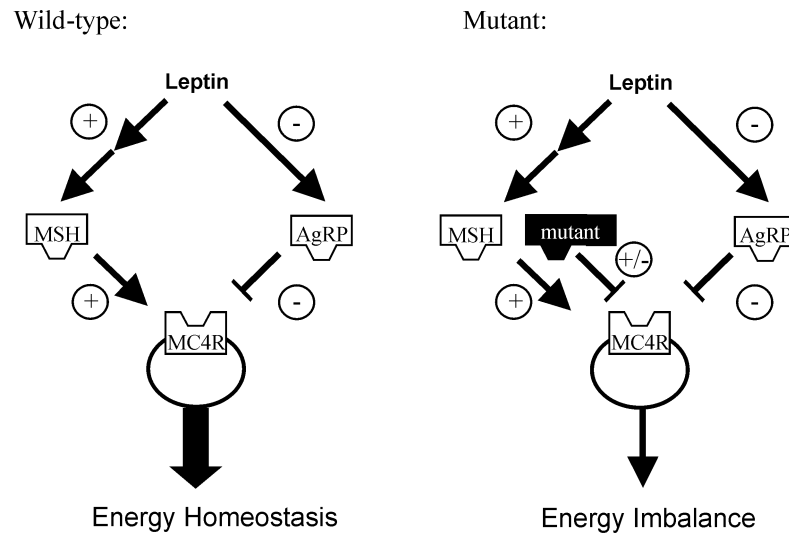 Wild-type:
Mutant:
Leptin
+
-
MSH
AgRP
+
-
MC4R
Energy Homeostasis
Leptin
+
-
MSH
mutant
AgRP
+/-
+
-
MC4R
Energy Imbalance